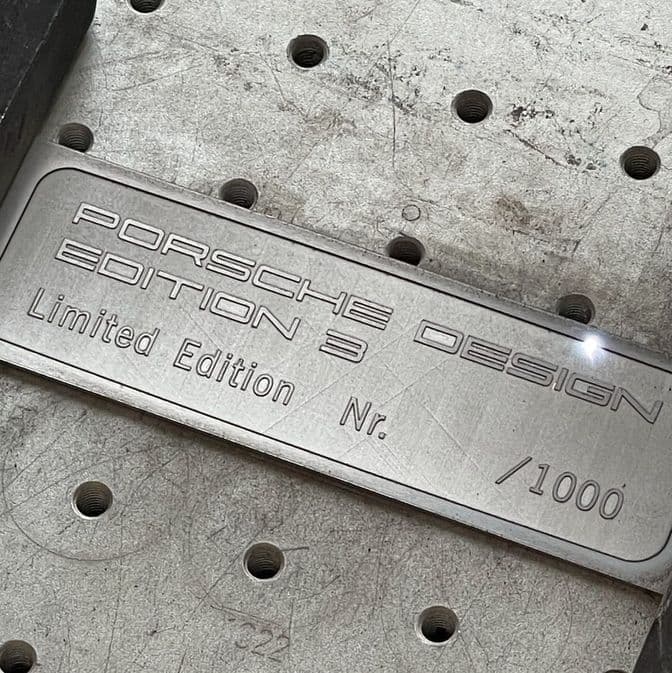 PORSCHE DESIGN
EDITION 3
Limited Edition Nr. /1000